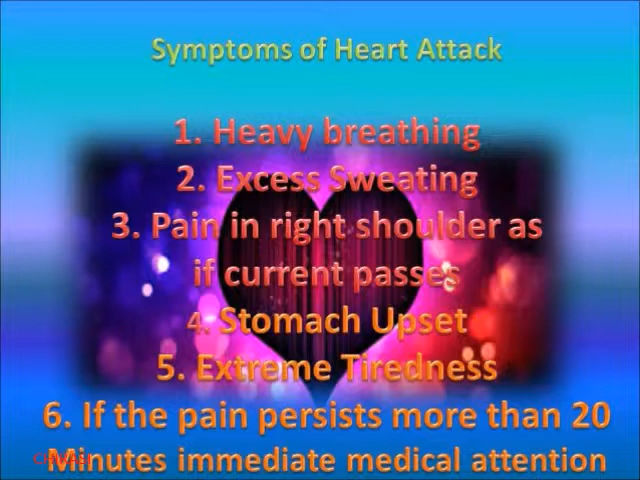 Symptoms of Heart Attack
1. Heavy breathing
2. Excess Sweating
3. Pain in right shoulder as
if current passes
4. Stomach Upset
5. Extreme Tiredness
6. If the pain persists more than 20
Minutes immediate medical attention